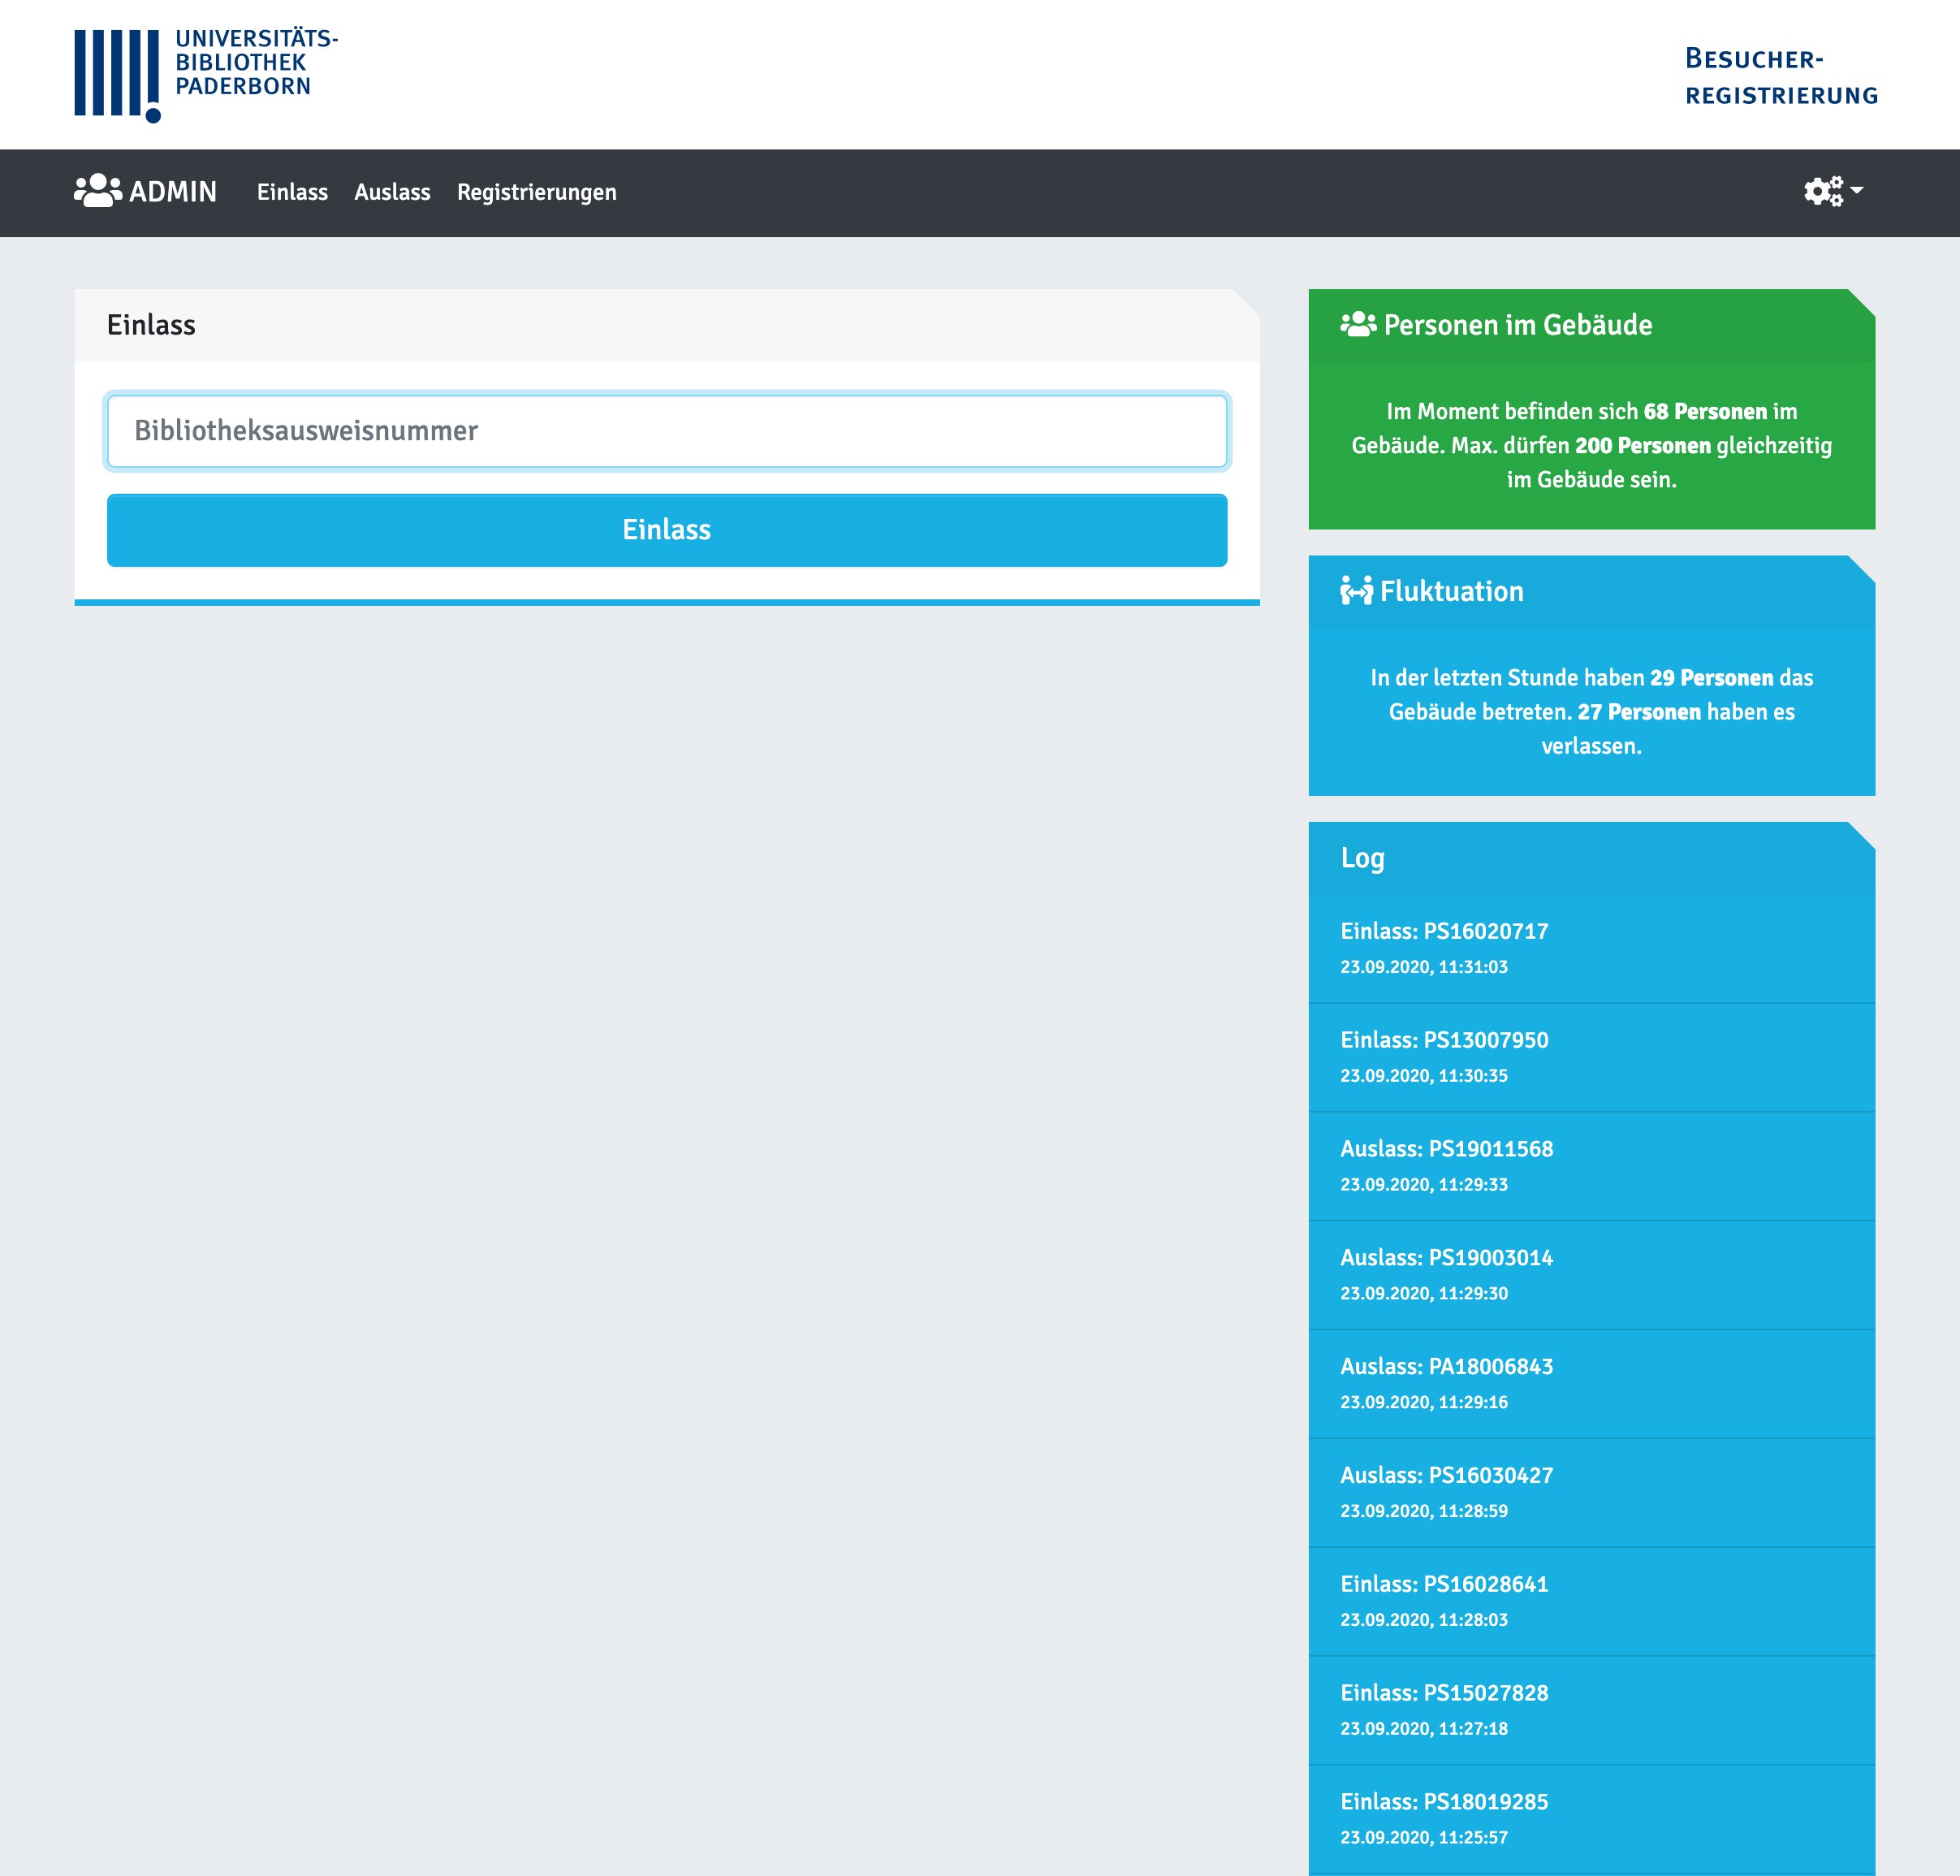 UNIVERSITÄTS-
BIBLIOTHEK
PADERBORN
BESUCHER-
REGISTRIERUNG
ADMIN Einlass Auslass Registrierungen
Einlass
Bibliotheksausweisnummer
Einlass
Personen im Gebäude
Im Moment befinden sich 68 Personen im
Gebäude. Max. dürfen 200 Personen gleichzeitig
im Gebäude sein.
Fluktuation
In der letzten Stunde haben 29 Personen das
Gebäude betreten. 27 Personen haben es
verlassen.
Log
Einlass: PS16020717
23.09.2020, 11:31:03
Einlass: PS13007950
23.09.2020, 11:30:35
Auslass: PS19011568
23.09.2020, 11:29:33
Auslass: PS19003014
23.09.2020, 11:29:30
Auslass: PA18006843
23.09.2020, 11:29:16
Auslass: PS16030427
23.09.2020, 11:28:59
Einlass: PS16028641
23.09.2020, 11:28:03
Einlass: PS15027828
23.09.2020, 11:27:18
Einlass: PS18019285
23.09.2020, 11:25:57